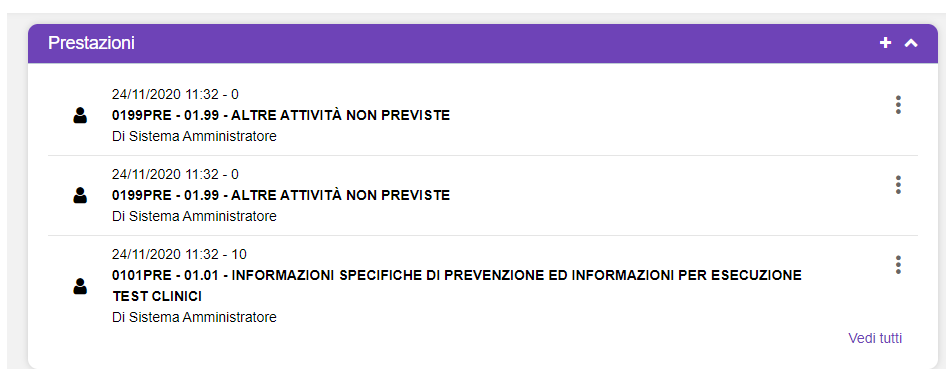 Prestazioni
24/11/2020 11:32 - 0
0199PRE - 01.99 - ALTRE ATTIVITÀ NON PREVISTE
Di Sistema Amministratore
24/11/2020 11:32 - 0
0199PRE - 01.99 - ALTRE ATTIVITÀ NON PREVISTE
Di Sistema Amministratore
24/11/2020 11:32 - 10
0101PRE - 01.01 - INFORMAZIONI SPECIFICHE DI PREVENZIONE ED INFORMAZIONI PER ESECUZIONE
TEST CLINICI
Di Sistema Amministratore
Vedi tutti